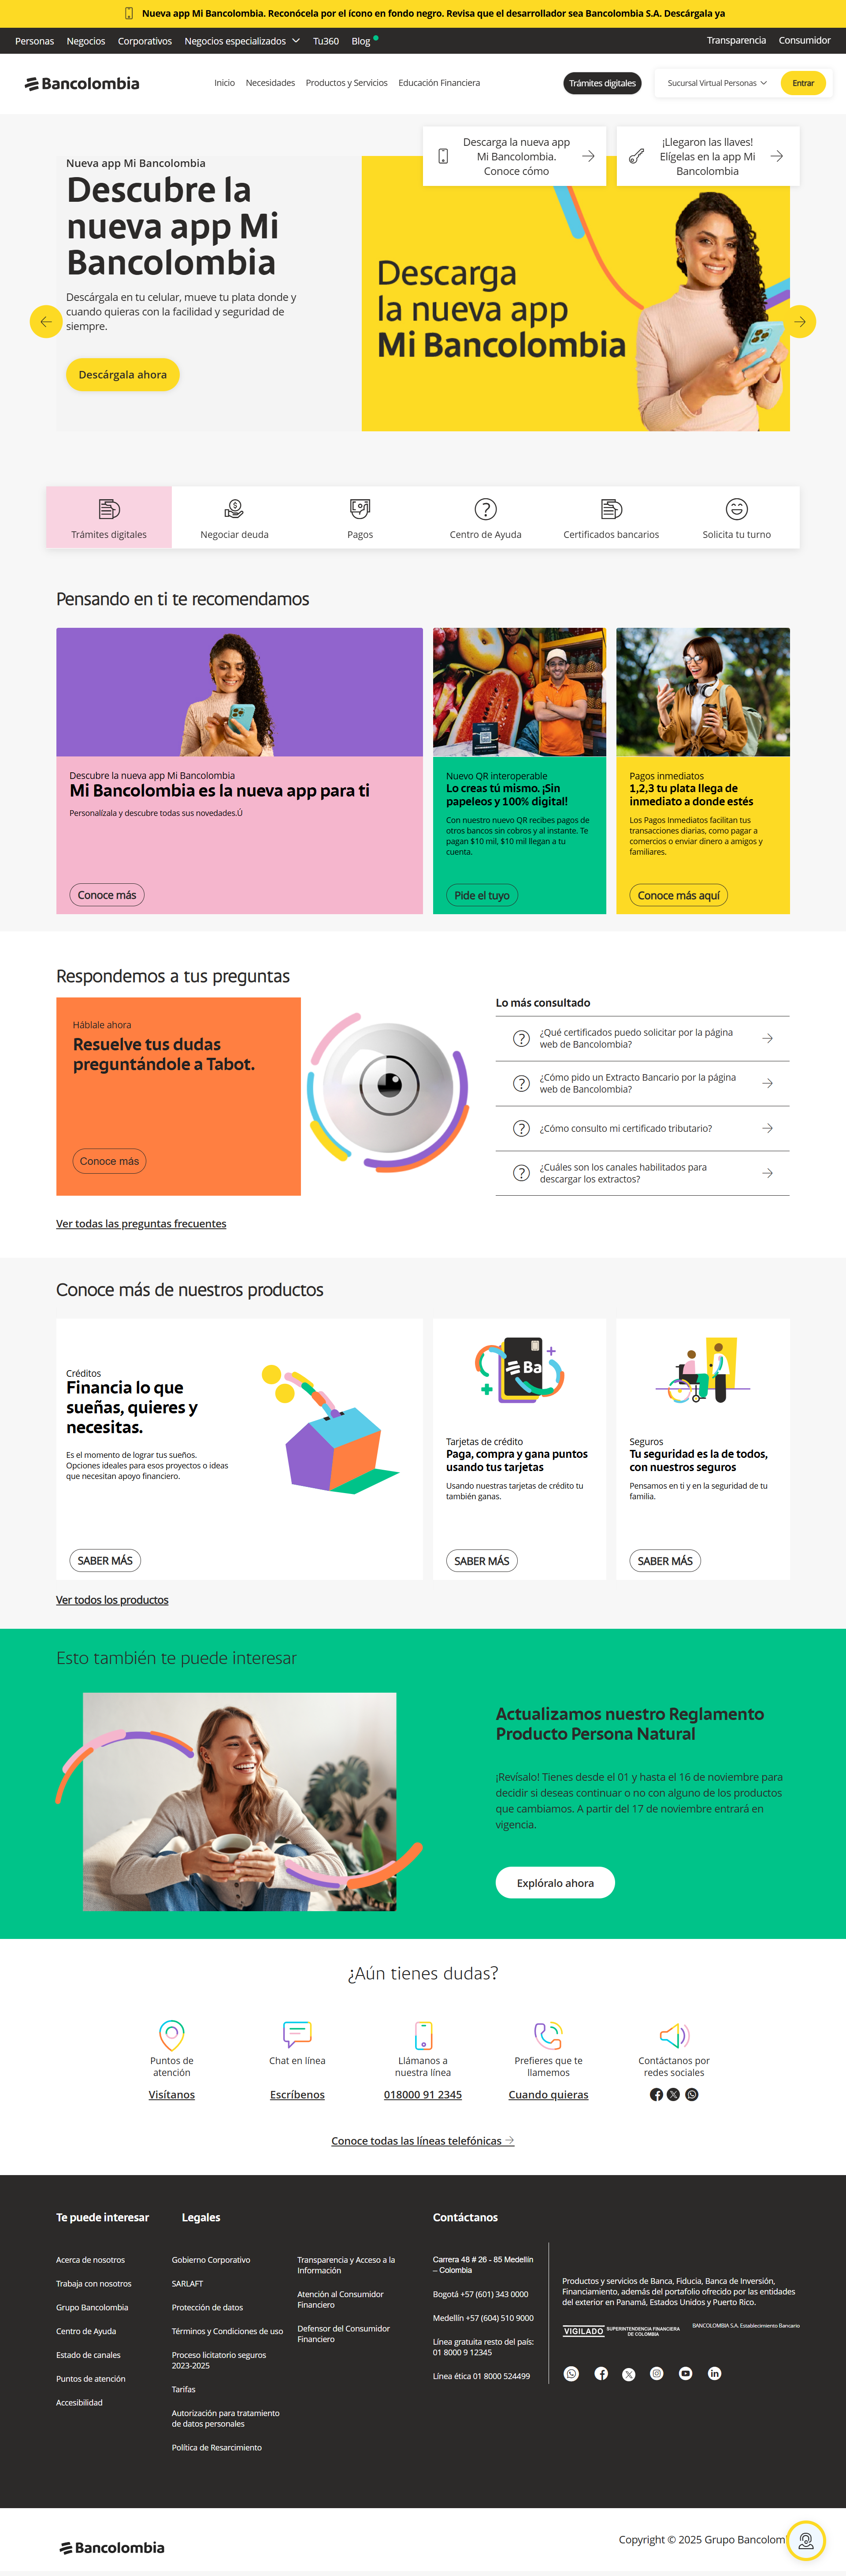 Nueva app Mi Bancolombia. Reconócela por el ícono en fondo negro. Revisa que el desarrollador sea Bancolombia S.A. Descárgala ya
Personas Negocios Corporativos Negocios especializados Tu360 Blog Transparencia Consumidor
Bancolombia Inicio Necesidades Productos y Servicios Educación Financiera Trámites digitales Sucursal Virtual Personas Entrar
Descarga la nueva app
Mi Bancolombia.
Conoce cómo
¡Llegaron las llaves!
Elígelas en la app Mi
Bancolombia
Nueva app Mi Bancolombia
Descubre la
nueva app Mi
Bancolombia
Descárgala en tu celular, mueve tu plata donde y
cuando quieras con la facilidad y seguridad de
siempre.
Descárgala ahora
Descarga
la nueva app
Mi Bancolombia
Trámites digitales Negociar deuda Pagos Centro de Ayuda Certificados bancarios Solicita tu turno
Pensando en ti te recomendamos
Descubre la nueva app Mi Bancolombia
Mi Bancolombia es la nueva app para ti
Personalízala y descubre todas sus novedades.Ú
Conoce más
Nuevo QR interoperable
Lo creas tú mismo. ¡Sin
papeleos y 100% digital!
Con nuestro nuevo QR recibes pagos de
otros bancos sin cobros y al instante. Te
pagan $10 mil, $10 mil llegan a tu
cuenta.
Pide el tuyo
Pagos inmediatos
1,2,3 tu plata llega de
inmediato a donde estés
Los Pagos Inmediatos facilitan tus
transacciones diarias, como pagar a
comercios o enviar dinero a amigos y
familiares.
Conoce más aquí
Respondemos a tus preguntas
Háblale ahora
Resuelve tus dudas
preguntándole a Tabot.
Conoce más
Lo más consultado
¿Qué certificados puedo solicitar por la página
web de Bancolombia?
¿Cómo pido un Extracto Bancario por la página
web de Bancolombia?
¿Cómo consulto mi certificado tributario?
¿Cuáles son los canales habilitados para
descargar los extractos?
Ver todas las preguntas frecuentes
Conoce más de nuestros productos
Créditos
Financia lo que
sueñas, quieres y
necesitas.
Es el momento de lograr tus sueños.
Opciones ideales para esos proyectos o ideas
que necesitan apoyo financiero.
SABER MÁS
Ba
Tarjetas de crédito
Paga, compra y gana puntos
usando tus tarjetas
Usando nuestras tarjetas de crédito tu
también ganas.
SABER MÁS
Seguros
Tu seguridad es la de todos,
con nuestros seguros
Pensamos en ti y en la seguridad de tu
familia.
SABER MÁS
Ver todos los productos
Esto también te puede interesar
Actualizamos nuestro Reglamento
Producto Persona Natural
¡Revísalo! Tienes desde el 01 y hasta el 16 de noviembre para
decidir si deseas continuar o no con alguno de los productos
que cambiamos. A partir del 17 de noviembre entrará en
vigencia.
Explóralo ahora
¿Aún tienes dudas?
Puntos de
atención
Visítanos
Chat en línea
Escríbenos
Llámanos a
nuestra línea
018000 91 2345
Prefieres que te
llamemos
Cuando quieras
Contáctanos por
redes sociales
Conoce todas las líneas telefónicas
Te puede interesar
Acerca de nosotros
Trabaja con nosotros
Grupo Bancolombia
Centro de Ayuda
Estado de canales
Puntos de atención
Accesibilidad
Legales
Gobierno Corporativo
SARLAFT
Protección de datos
Términos y Condiciones de uso
Proceso licitatorio seguros
2023-2025
Tarifas
Autorización para tratamiento
de datos personales
Política de Resarcimiento
Transparencia y Acceso a la
Información
Atención al Consumidor
Financiero
Defensor del Consumidor
Financiero
Contáctanos
Carrera 48 # 26 - 85 Medellín
– Colombia
Bogotá +57 (601) 343 0000
Medellín +57 (604) 510 9000
Línea gratuita resto del país:
01 8000 9 12345
Línea ética 01 8000 524499
Productos y servicios de Banca, Fiducia, Banca de Inversión,
Financiamiento, además del portafolio ofrecido por las entidades
del exterior en Panamá, Estados Unidos y Puerto Rico.
VIGILADO SUPERINTENDENCIA FINANCIERA
DE COLOMBIA
BANCOLOMBIA S.A. Establecimiento Bancario
Bancolombia
Copyright © 2025 Grupo Bancolom